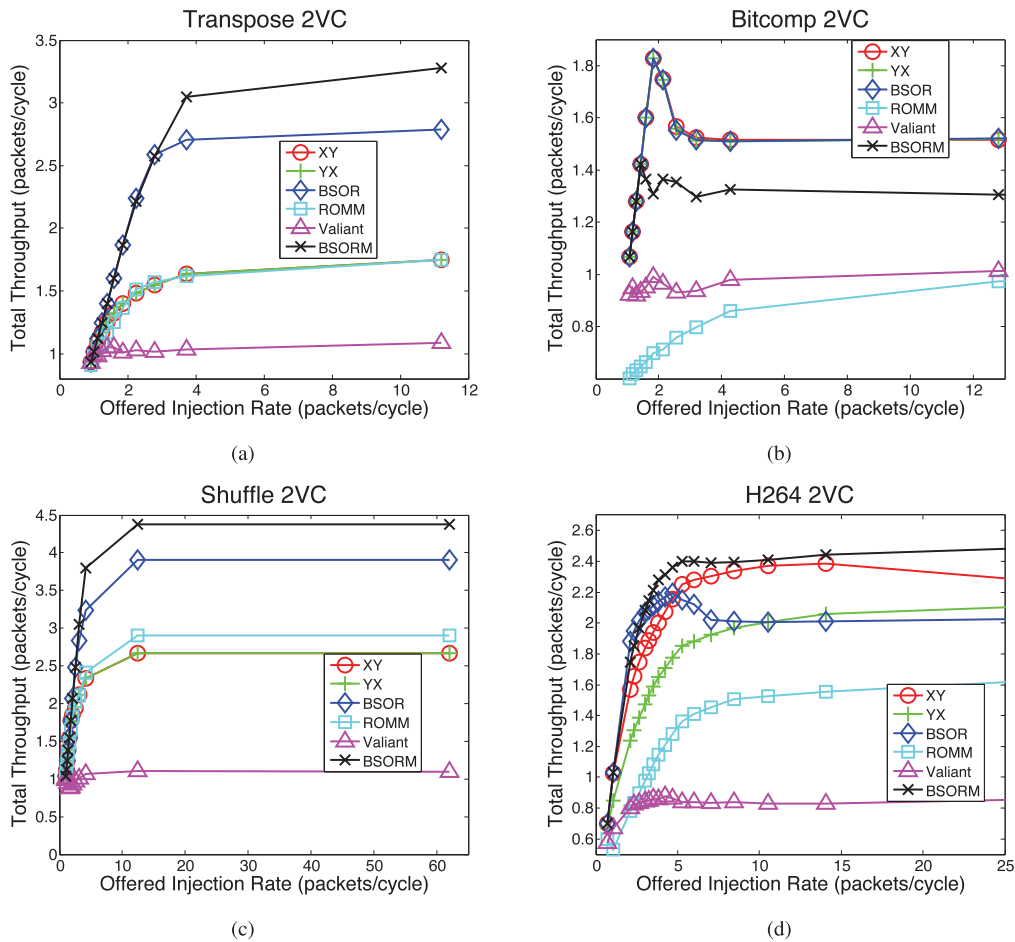 Transpose 2VC
Total Throughput (packets/cycle)
3.5
3
2.5
2
1.5
1
0 2 4 6 8 10 12
Offered Injection Rate (packets/cycle)
XY
YX
BSOR
ROMM
Valiant
BSORM
(a)
Bitcomp 2VC
Total Throughput (packets/cycle)
1.8
1.6
1.4
1.2
1
0.8
0 2 4 6 8 10 12
Offered Injection Rate (packets/cycle)
XY
YX
BSOR
ROMM
Valiant
BSORM
(b)
Shuffle 2VC
Total Throughput (packets/cycle)
4.5
4
3.5
3
2.5
2
1.5
1
0.5
0
0 10 20 30 40 50 60
Offered Injection Rate (packets/cycle)
XY
YX
BSOR
ROMM
Valiant
BSORM
(c)
H264 2VC
Total Throughput (packets/cycle)
2.6
2.4
2.2
2
1.8
1.6
1.4
1.2
1
0.8
0.6
0 5 10 15 20 25
Offered Injection Rate (packets/cycle)
XY
YX
BSOR
ROMM
Valiant
BSORM
(d)